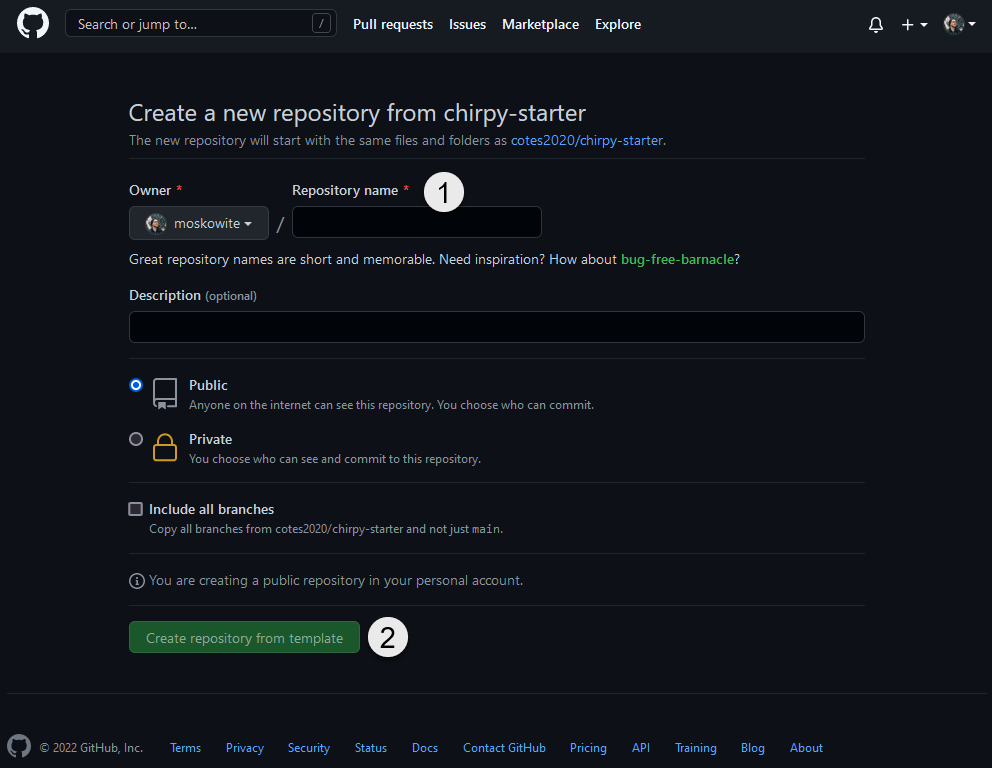 Search or jump to... / Pull requests Issues Marketplace Explore
Create a new repository from chirpy-starter
The new repository will start with the same files and folders as cotes2020/chirpy-starter.
Owner * Repository name * 1
moskowite /
Great repository names are short and memorable. Need inspiration? How about bug-free-barnacle?
Description (optional)
Public
Anyone on the internet can see this repository. You choose who can commit.
Private
You choose who can see and commit to this repository.
Include all branches
Copy all branches from cotes2020/chirpy-starter and not just main.
You are creating a public repository in your personal account.
Create repository from template 2
© 2022 GitHub, Inc. Terms Privacy Security Status Docs Contact GitHub Pricing API Training Blog About